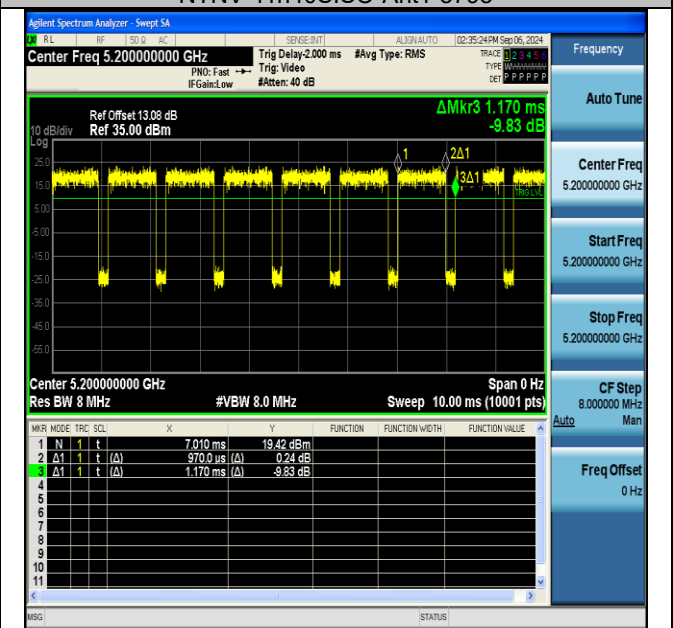 Agilent Spectrum Analyzer - Swept SA
RL RF 50 Ω AC SENSE:INT ALIGN AUTO 02:35:24 PM Sep 06, 2024
Center Freq 5.200000000 GHz Trig Delay-2.000 ms #Avg Type: RMS TRACE 1 2 3 4 5 6
PNO: Fast Trig: Video TYPE
IFGain:Low #Atten: 40 dB DET P P P P P P
Frequency
Auto Tune
Ref Offset 13.08 dB ΔMkr3 1.170 ms
10 dB/div Ref 35.00 dBm -9.83 dB
Log
1 2Δ1
25.0
15.0 3Δ1
TRIG LVL
5.00
-5.00
-15.0
-25.0
-35.0
-45.0
-55.0
Center 5.200000000 GHz Span 0 Hz
Res BW 8 MHz #VBW 8.0 MHz Sweep 10.00 ms (10001 pts)
MKR MODE TRC SCL X Y FUNCTION FUNCTION WIDTH FUNCTION VALUE
1 N 1 t 7.010 ms 19.42 dBm
2 Δ1 1 t (Δ) 970.0 us (Δ) 0.24 dB
3 Δ1 1 t (Δ) 1.170 ms (Δ) -9.83 dB
4
5
6
7
8
9
10
11
MSG STATUS
Center Freq
5.200000000 GHz
Start Freq
5.200000000 GHz
Stop Freq
5.200000000 GHz
CF Step
8.000000 MHz
Auto Man
Freq Offset
0 Hz